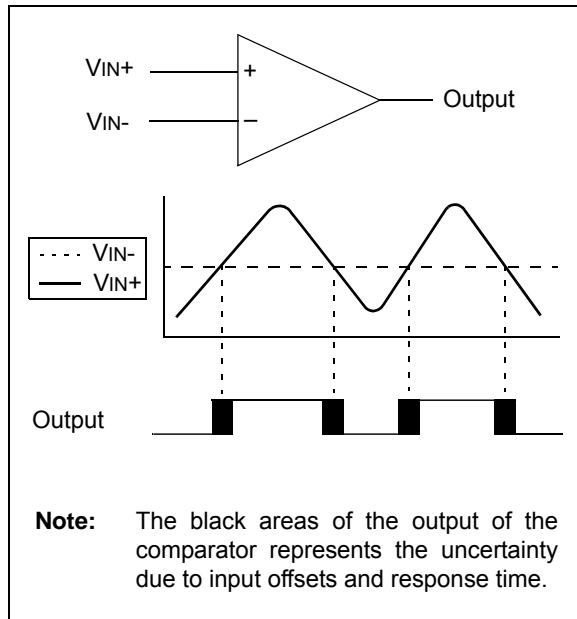 VIN+
+
VIN-
–
Output
VIN-
VIN+
Output
Note: The black areas of the output of the
comparator represents the uncertainty
due to input offsets and response time.